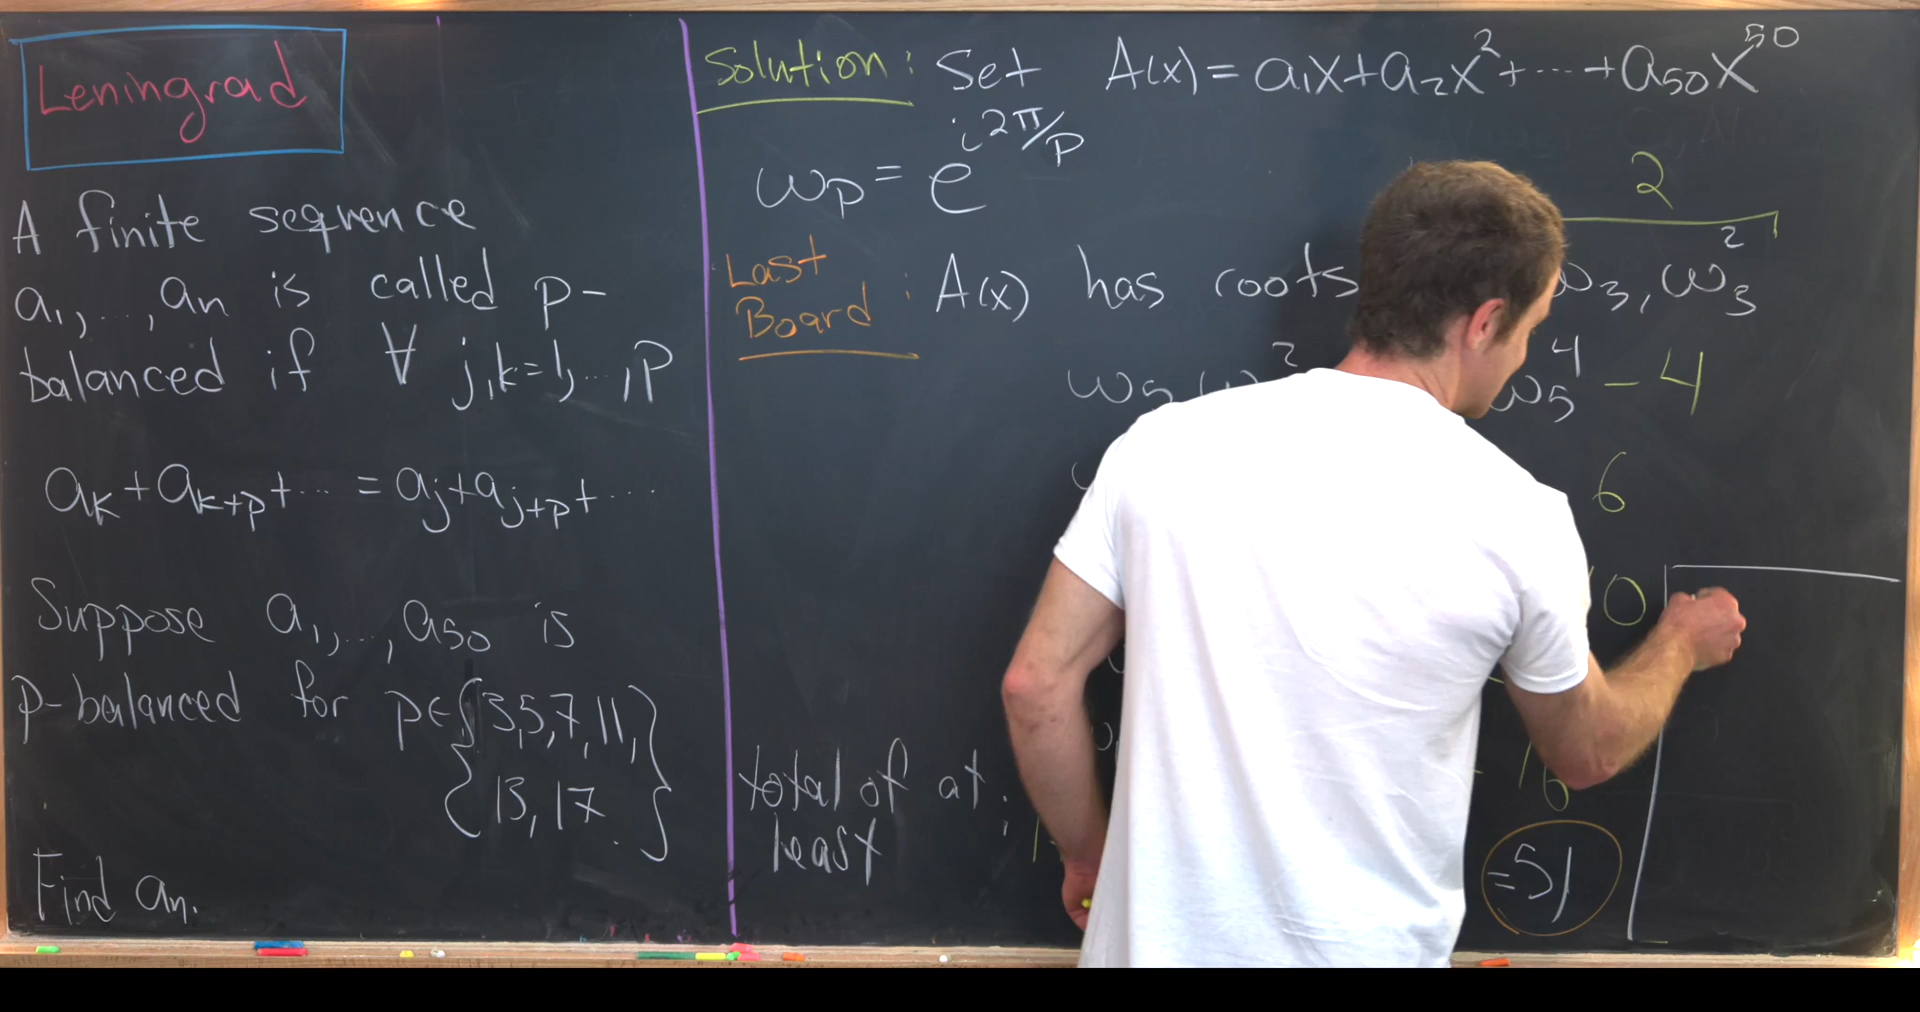 Leningrad
A finite sequence
a₁, ..., aₙ is called p-
balanced if ∀ j,k=1,...,p
aₖ+aₖ₊ₚ+... = aⱼ+aⱼ₊ₚ+...
Suppose a₁, ..., a₅₀ is
p-balanced for p∈{3,5,7,11,
13,17.}
Find aₙ.
Solution: Set A(x) = a₁x+a₂x²+...+a₅₀x⁵⁰
ωₚ = e^{i2π/p}
2
Last
Board : A(x) has roots ω₃, ω₃²
ω₅, ω ² ω₅⁴ - 4
6
10
- 16
total of at
least : = 51